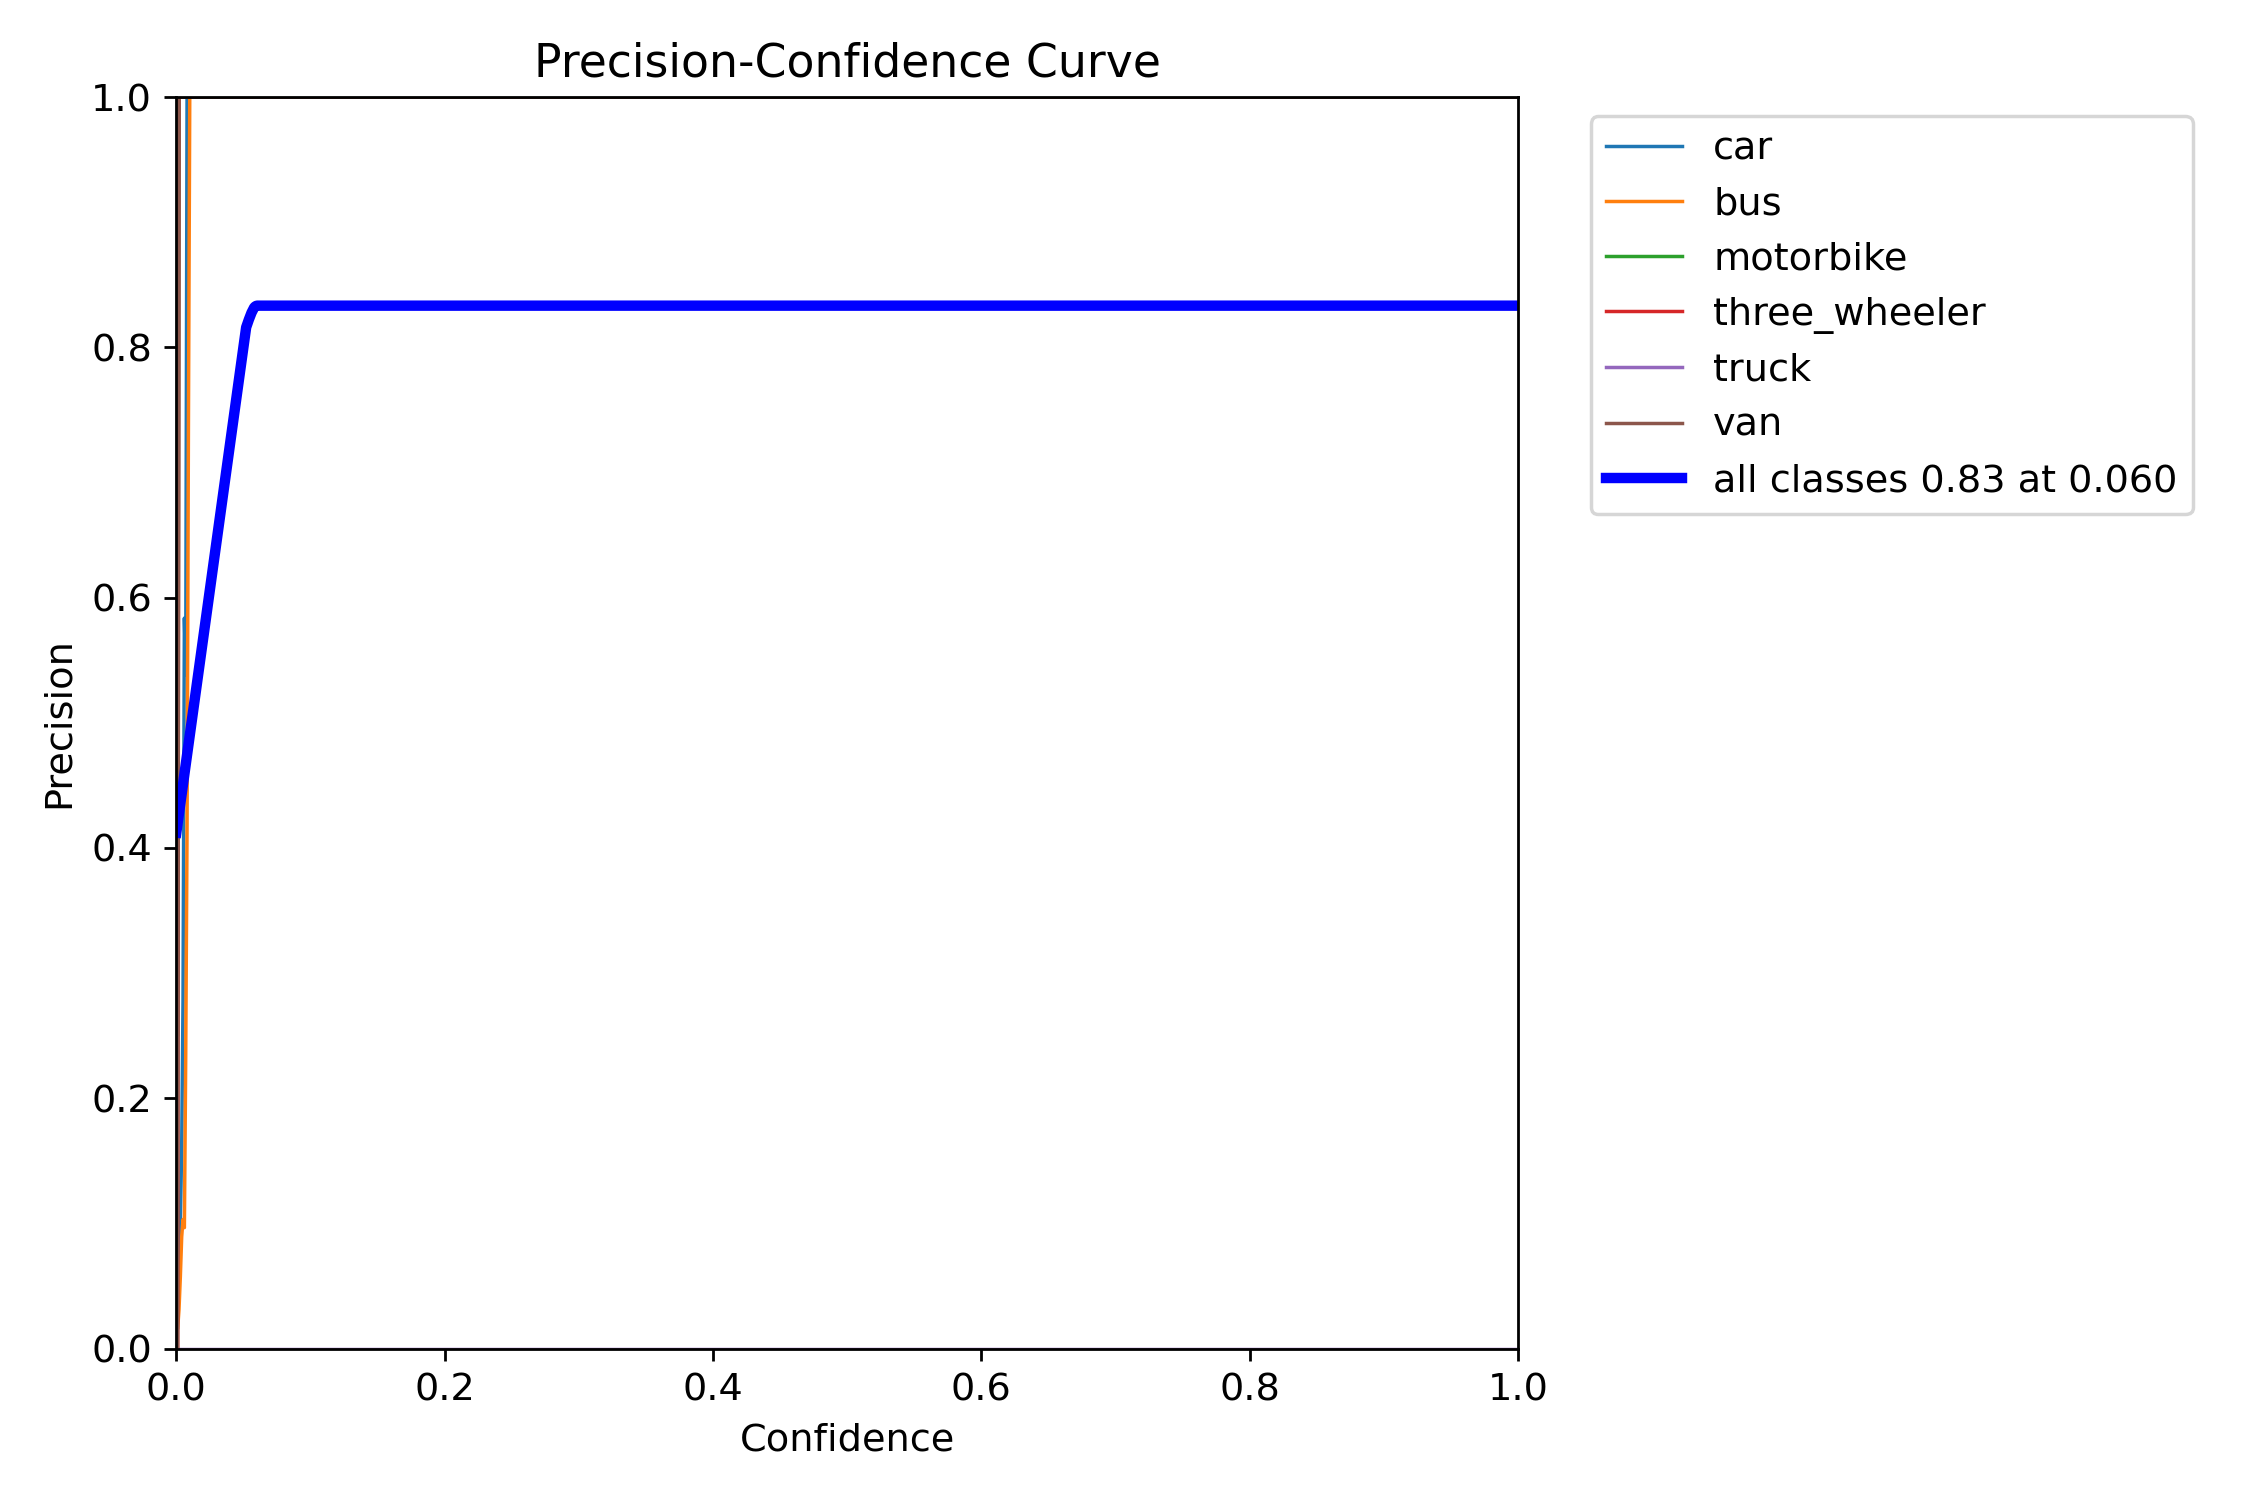 Precision-Confidence Curve
1.0
0.8
0.6
0.4
0.2
0.0
Precision
0.0 0.2 0.4 0.6 0.8 1.0
Confidence
car
bus
motorbike
three_wheeler
truck
van
all classes 0.83 at 0.060